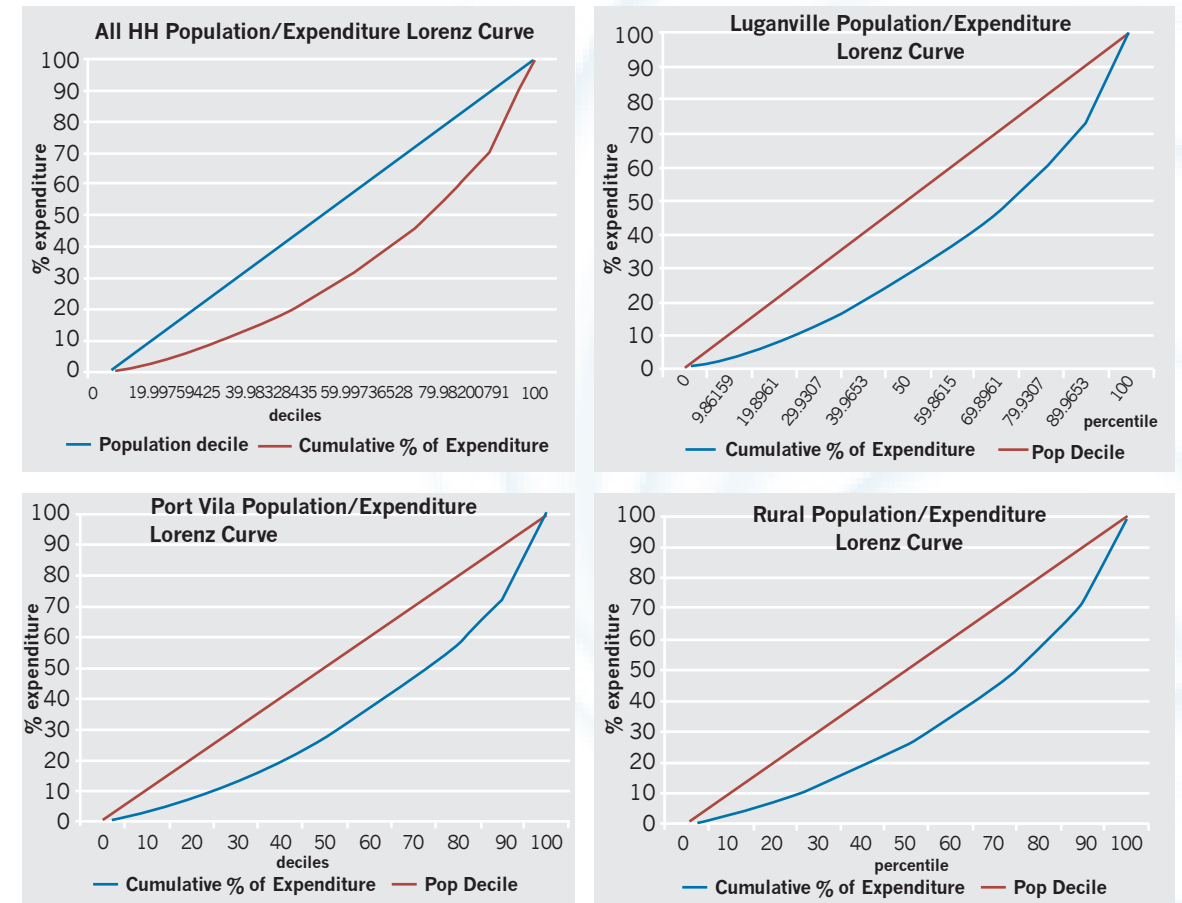 All HH Population/Expenditure Lorenz Curve
100
90
80
70
60
50
40
30
20
10
0
% expenditure
0 19.99759425 39.98328435 59.99736528 79.98200791 100
deciles
Population decile Cumulative % of Expenditure
Luganville Population/Expenditure
Lorenz Curve
100
90
80
70
60
50
40
30
20
10
0
% expenditure
0 9.86159 19.8961 29.9307 39.9653 50 59.8615 69.8961 79.9307 89.9653 100
percentile
Cumulative % of Expenditure Pop Decile
Port Vila Population/Expenditure
Lorenz Curve
100
90
80
70
60
50
40
30
20
10
0
% expenditure
0 10 20 30 40 50 60 70 80 90 100
deciles
Cumulative % of Expenditure Pop Decile
Rural Population/Expenditure
Lorenz Curve
100
90
80
70
60
50
40
30
20
10
0
% expenditure
0 10 20 30 40 50 60 70 80 90 100
percentile
Cumulative % of Expenditure Pop Decile